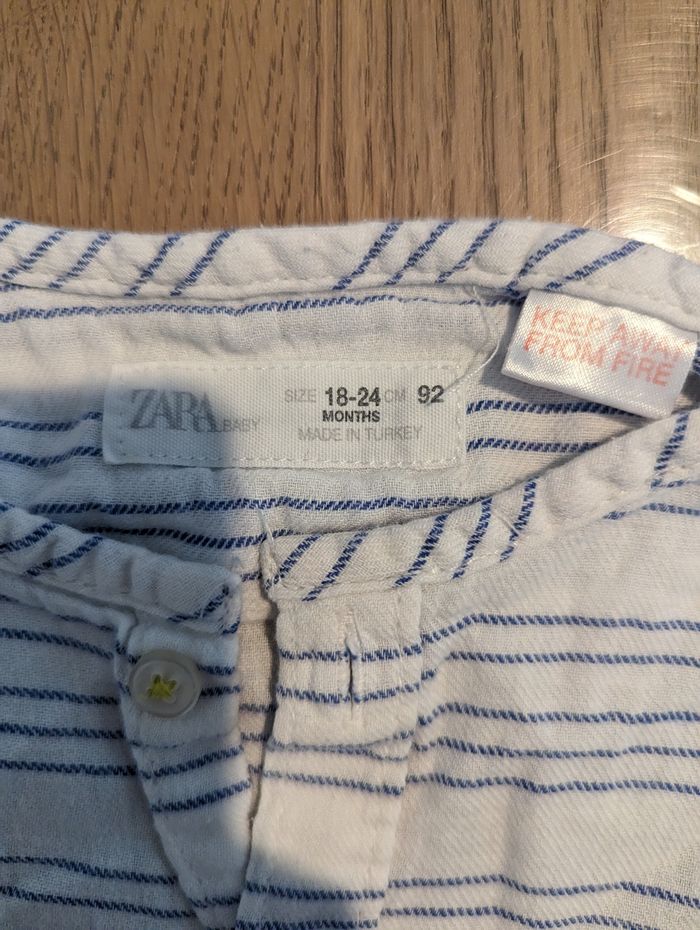 ZARA BABY
SIZE 18-24 CM 92
MONTHS
MADE IN TURKEY
KEEP AWAY
FROM FIRE